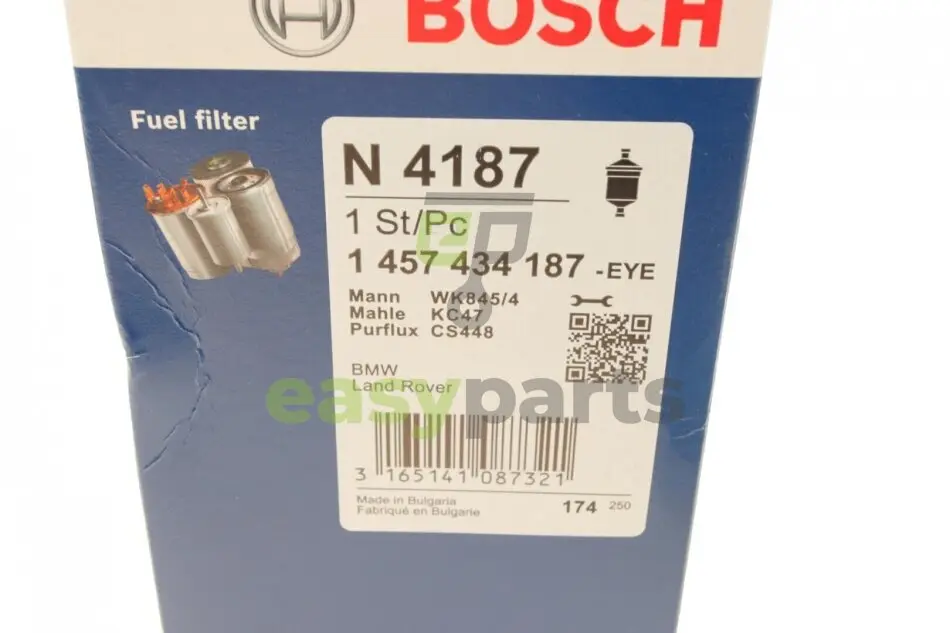 BOSCH
Fuel filter
N 4187
1 St/Pc
1 457 434 187 -EYE
Mann WK845/4
Mahle KC47
Purflux CS448
BMW
Land Rover
easyparts
3 165141 087321
Made in Bulgaria
Fabriqué en Bulgarie
174 250